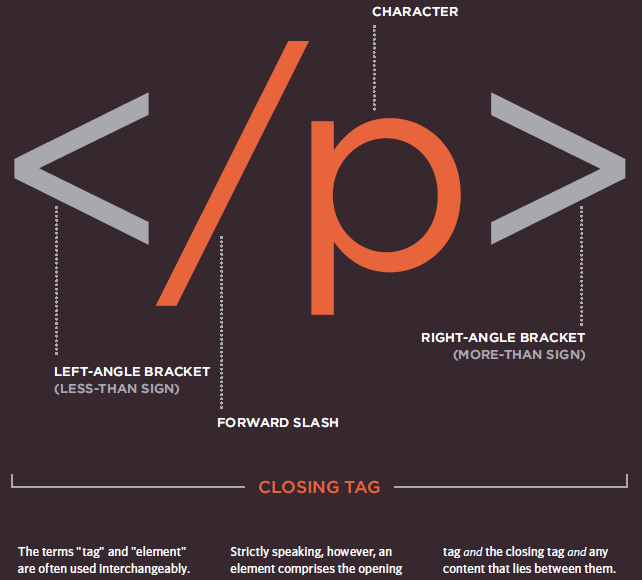 CHARACTER
</p>
LEFT-ANGLE BRACKET
(LESS-THAN SIGN)
FORWARD SLASH
RIGHT-ANGLE BRACKET
(MORE-THAN SIGN)
CLOSING TAG
The terms "tag" and "element"
are often used interchangeably.
Strictly speaking, however, an
element comprises the opening
tag and the closing tag and any
content that lies between them.